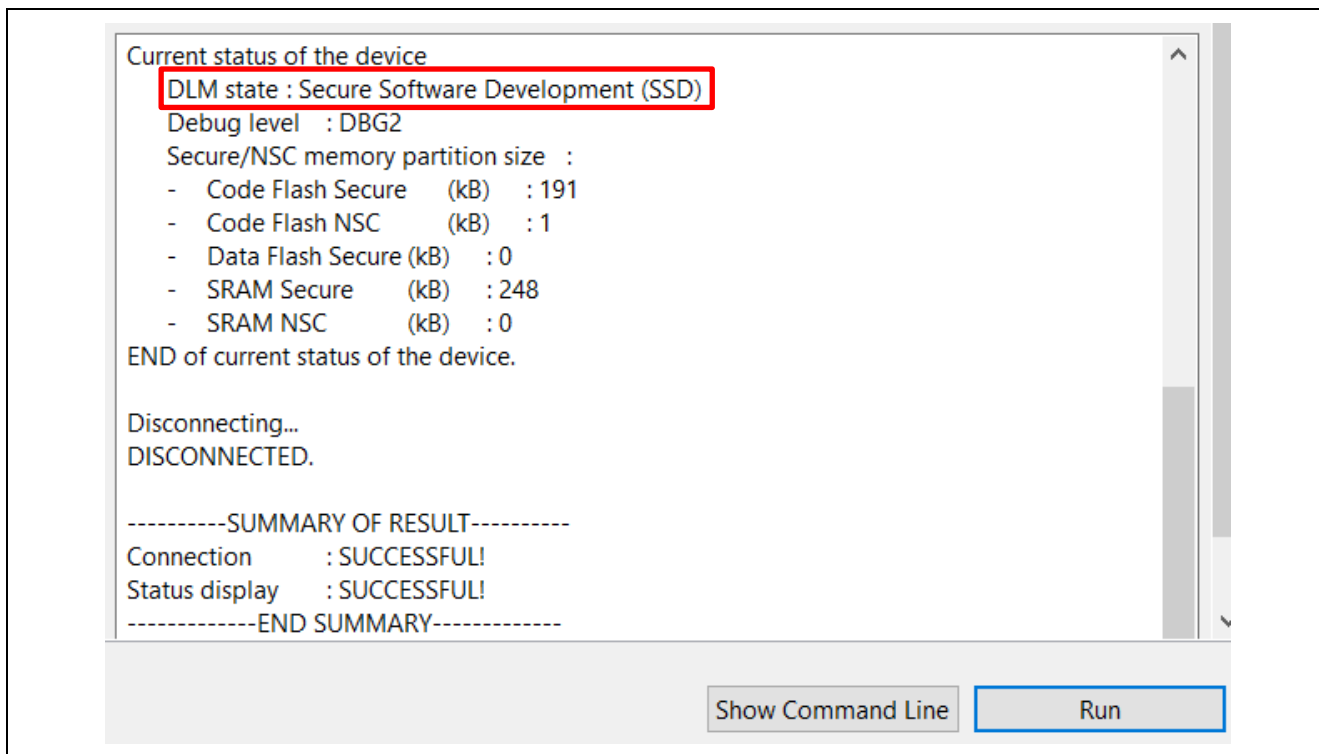 Current status of the device
DLM state : Secure Software Development (SSD)
Debug level : DBG2
Secure/NSC memory partition size :
- Code Flash Secure (kB) : 191
- Code Flash NSC (kB) : 1
- Data Flash Secure (kB) : 0
- SRAM Secure (kB) : 248
- SRAM NSC (kB) : 0
END of current status of the device.
Disconnecting...
DISCONNECTED.
----------SUMMARY OF RESULT----------
Connection : SUCCESSFUL!
Status display : SUCCESSFUL!
-------------END SUMMARY-------------
Show Command Line Run